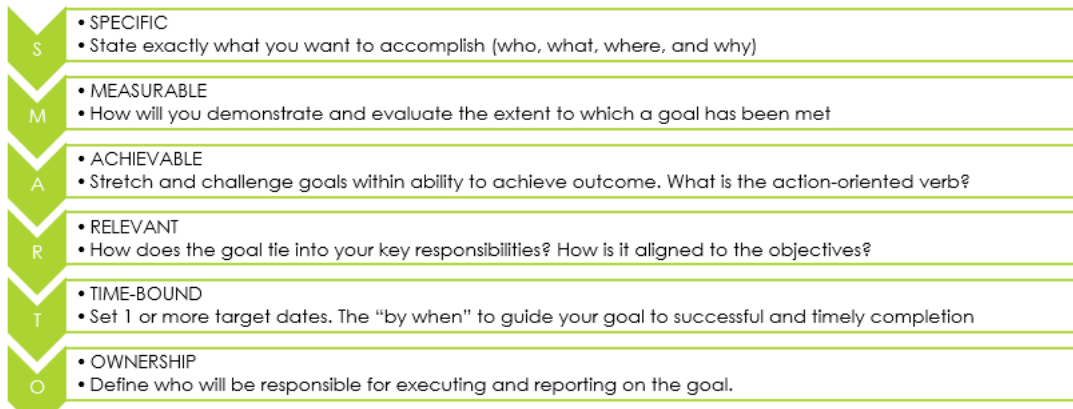 S
• SPECIFIC
• State exactly what you want to accomplish (who, what, where, and why)
M
• MEASURABLE
• How will you demonstrate and evaluate the extent to which a goal has been met
A
• ACHIEVABLE
• Stretch and challenge goals within ability to achieve outcome. What is the action-oriented verb?
R
• RELEVANT
• How does the goal tie into your key responsibilities? How is it aligned to the objectives?
T
• TIME-BOUND
• Set 1 or more target dates. The “by when” to guide your goal to successful and timely completion
O
• OWNERSHIP
• Define who will be responsible for executing and reporting on the goal.